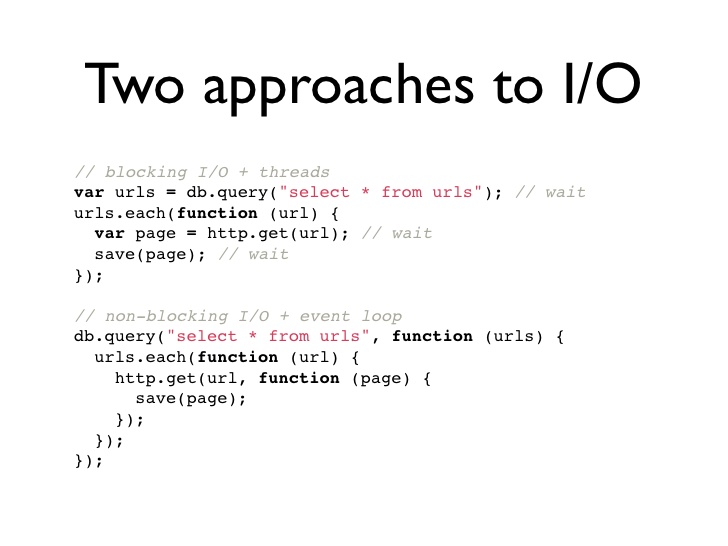 Two approaches to I/O
// blocking I/O + threads
var urls = db.query("select * from urls"); // wait
urls.each(function (url) {
  var page = http.get(url); // wait
  save(page); // wait
});
// non-blocking I/O + event loop
db.query("select * from urls", function (urls) {
  urls.each(function (url) {
    http.get(url, function (page) {
      save(page);
    });
  });
});